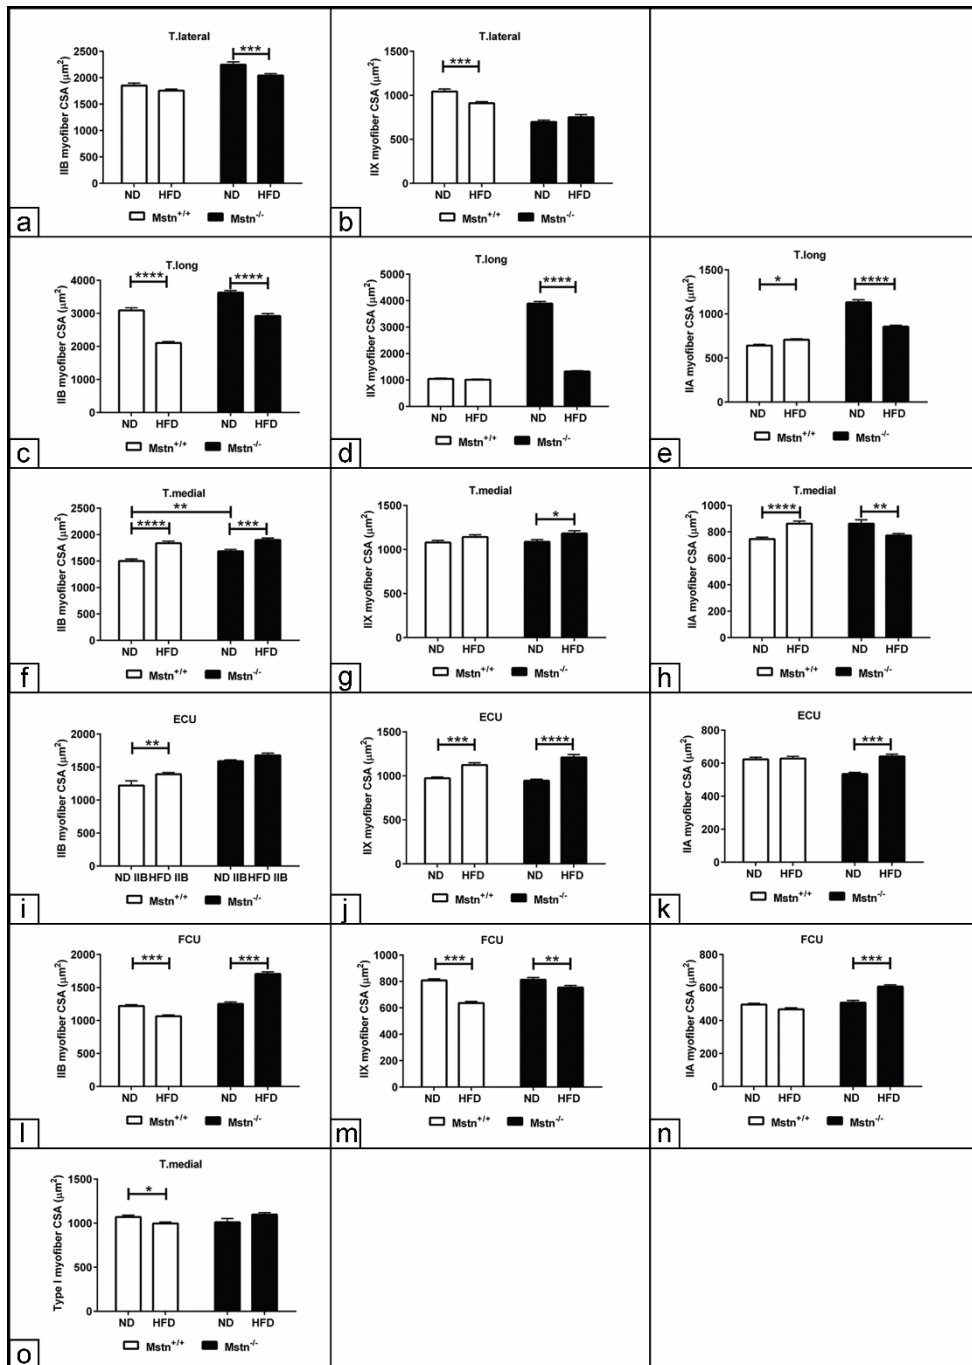 T.lateral
***
IIB myofiber CSA (μm²)
2500
2000
1500
1000
500
0
ND HFD ND HFD
Mstn+/+ Mstn-/-
a
T.lateral
***
IIX myofiber CSA (μm²)
1500
1000
500
0
ND HFD ND HFD
Mstn+/+ Mstn-/-
b
T.long
**** ****
IIB myofiber CSA (μm²)
4000
3000
2000
1000
0
ND HFD ND HFD
Mstn+/+ Mstn-/-
c
T.long
****
IIX myofiber CSA (μm²)
5000
4000
3000
2000
1000
0
ND HFD ND HFD
Mstn+/+ Mstn-/-
d
T.long
* ****
IIA myofiber CSA (μm²)
1500
1000
500
0
ND HFD ND HFD
Mstn+/+ Mstn-/-
e
T.medial
**
**** ***
IIB myofiber CSA (μm²)
2500
2000
1500
1000
500
0
ND HFD ND HFD
Mstn+/+ Mstn-/-
f
T.medial
*
IIX myofiber CSA (μm²)
1500
1000
500
0
ND HFD ND HFD
Mstn+/+ Mstn-/-
g
T.medial
**** **
IIA myofiber CSA (μm²)
1000
800
600
400
200
0
ND HFD ND HFD
Mstn+/+ Mstn-/-
h
ECU
**
IIB myofiber CSA (μm²)
2000
1500
1000
500
0
ND IIB HFD IIB ND IIB HFD IIB
Mstn+/+ Mstn-/-
i
ECU
*** ****
IIX myofiber CSA (μm²)
1500
1000
500
0
ND HFD ND HFD
Mstn+/+ Mstn-/-
j
ECU
***
IIA myofiber CSA (μm²)
800
600
400
200
0
ND HFD ND HFD
Mstn+/+ Mstn-/-
k
FCU
*** ***
IIB myofiber CSA (μm²)
2000
1500
1000
500
0
ND HFD ND HFD
Mstn+/+ Mstn-/-
l
FCU
*** **
IIX myofiber CSA (μm²)
1000
800
600
400
200
0
ND HFD ND HFD
Mstn+/+ Mstn-/-
m
FCU
***
IIA myofiber CSA (μm²)
800
600
400
200
0
ND HFD ND HFD
Mstn+/+ Mstn-/-
n
T.medial
*
Type I myofiber CSA (μm²)
1500
1000
500
0
ND HFD ND HFD
Mstn+/+ Mstn-/-
o